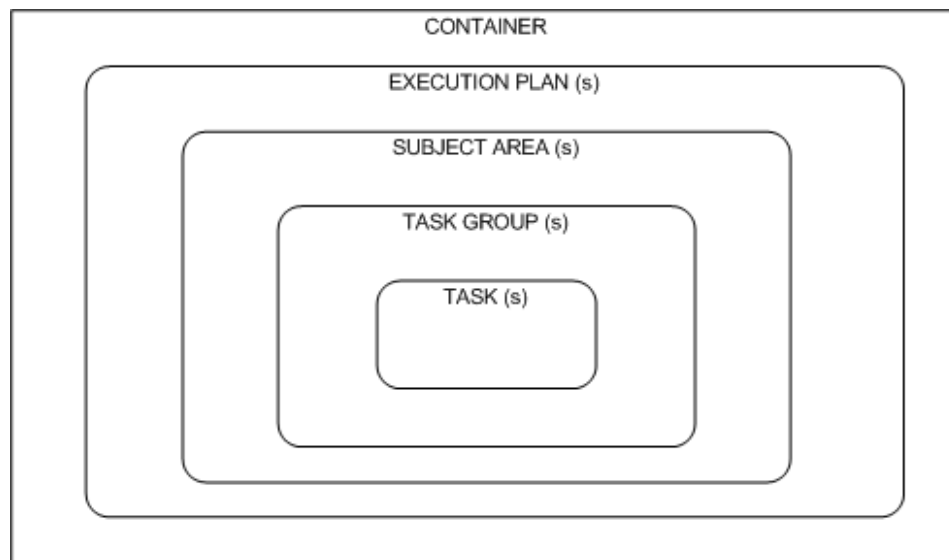 CONTAINER
EXECUTION PLAN (s)
SUBJECT AREA (s)
TASK GROUP (s)
TASK (s)